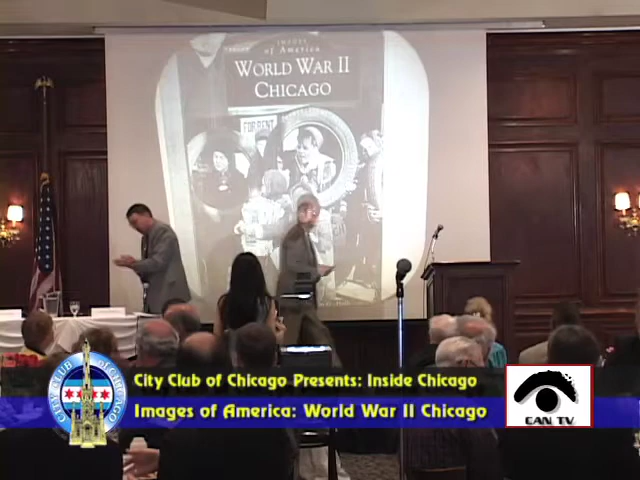 IMAGES
of America
WORLD WAR II
CHICAGO
FOR RENT
CITY CLUB of CHICAGO
City Club of Chicago Presents: Inside Chicago
Images of America: World War II Chicago
CAN TV